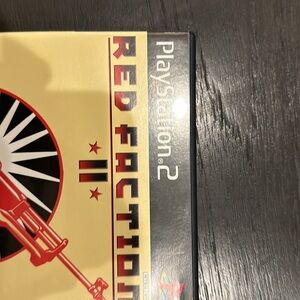 PlayStation®2
RED FACTION
II